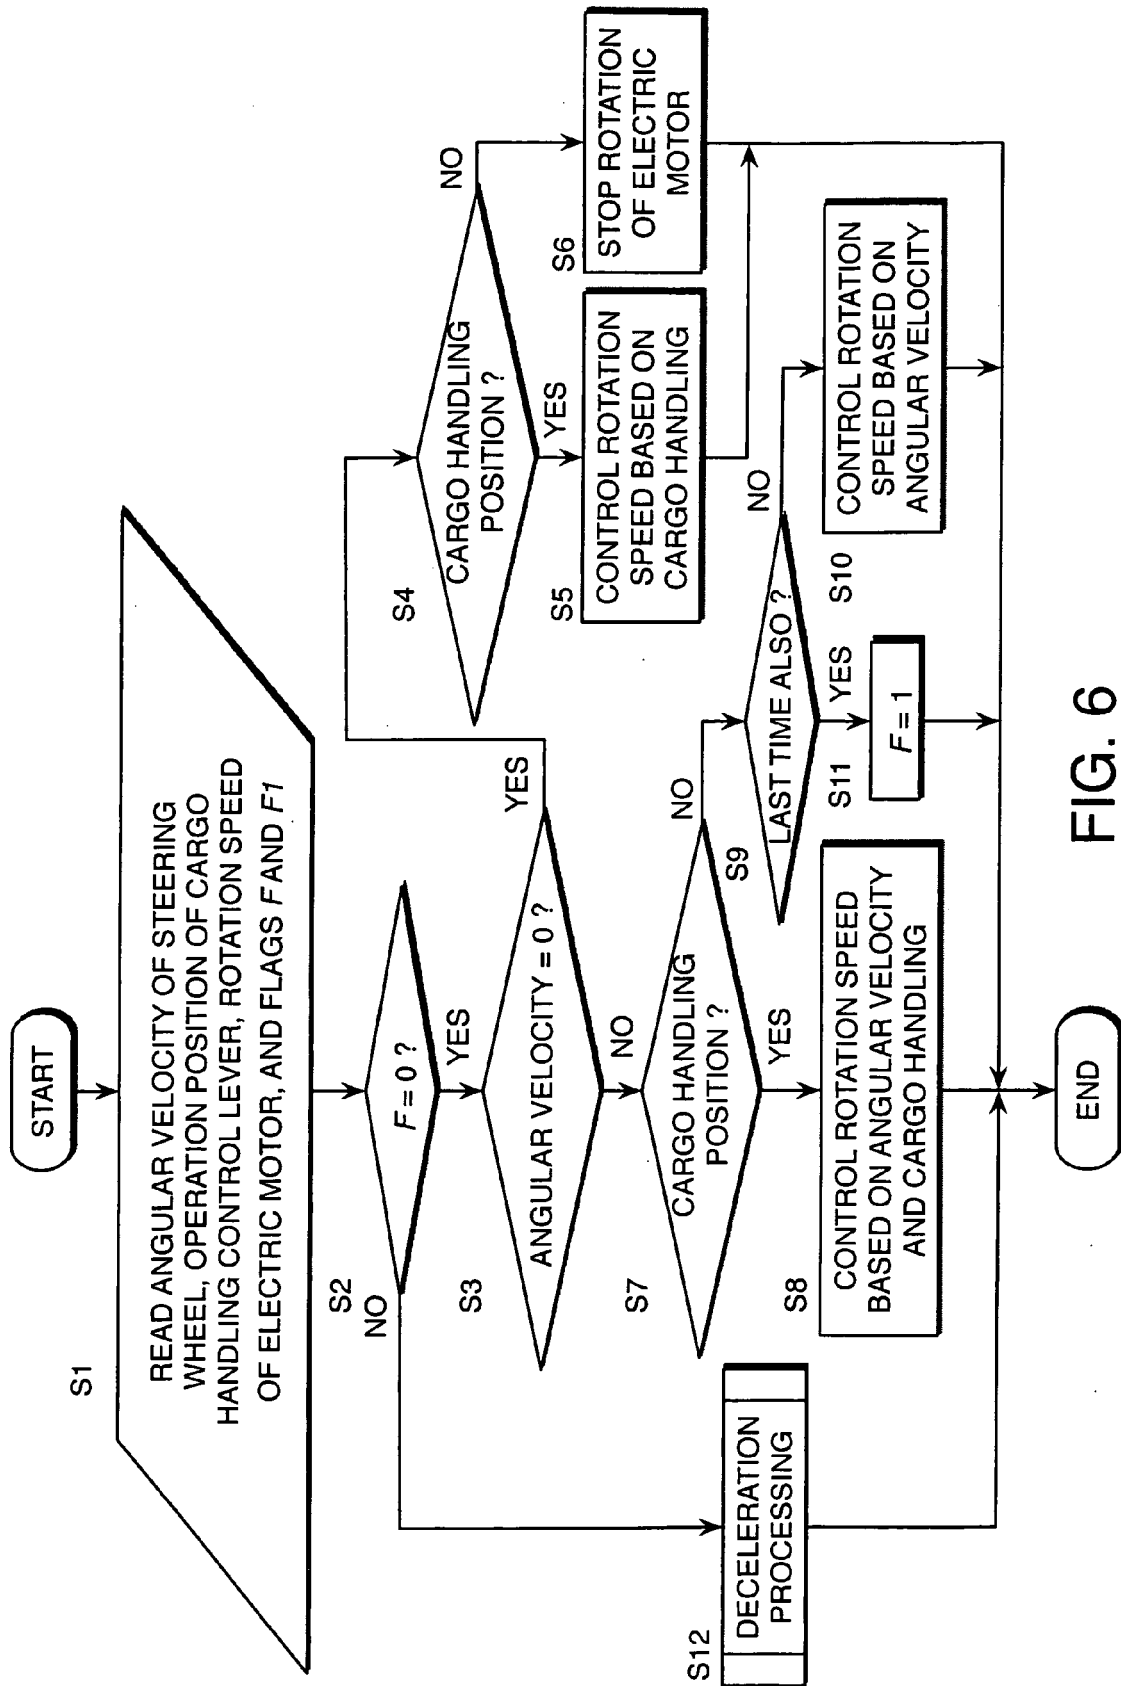 START
S1
READ ANGULAR VELOCITY OF STEERING
WHEEL, OPERATION POSITION OF CARGO
HANDLING CONTROL LEVER, ROTATION SPEED
OF ELECTRIC MOTOR, AND FLAGS F AND F1
S2
F = 0 ?
NO
YES
S3
ANGULAR VELOCITY = 0 ?
YES
NO
S4
CARGO HANDLING
POSITION ?
NO
YES
S5
CONTROL ROTATION
SPEED BASED ON
CARGO HANDLING
S6
STOP ROTATION
OF ELECTRIC
MOTOR
S7
CARGO HANDLING
POSITION ?
NO
YES
S8
CONTROL ROTATION SPEED
BASED ON ANGULAR VELOCITY
AND CARGO HANDLING
S9
LAST TIME ALSO ?
NO
YES
S10
CONTROL ROTATION
SPEED BASED ON
ANGULAR VELOCITY
S11
F = 1
S12
DECELERATION
PROCESSING
END
FIG. 6